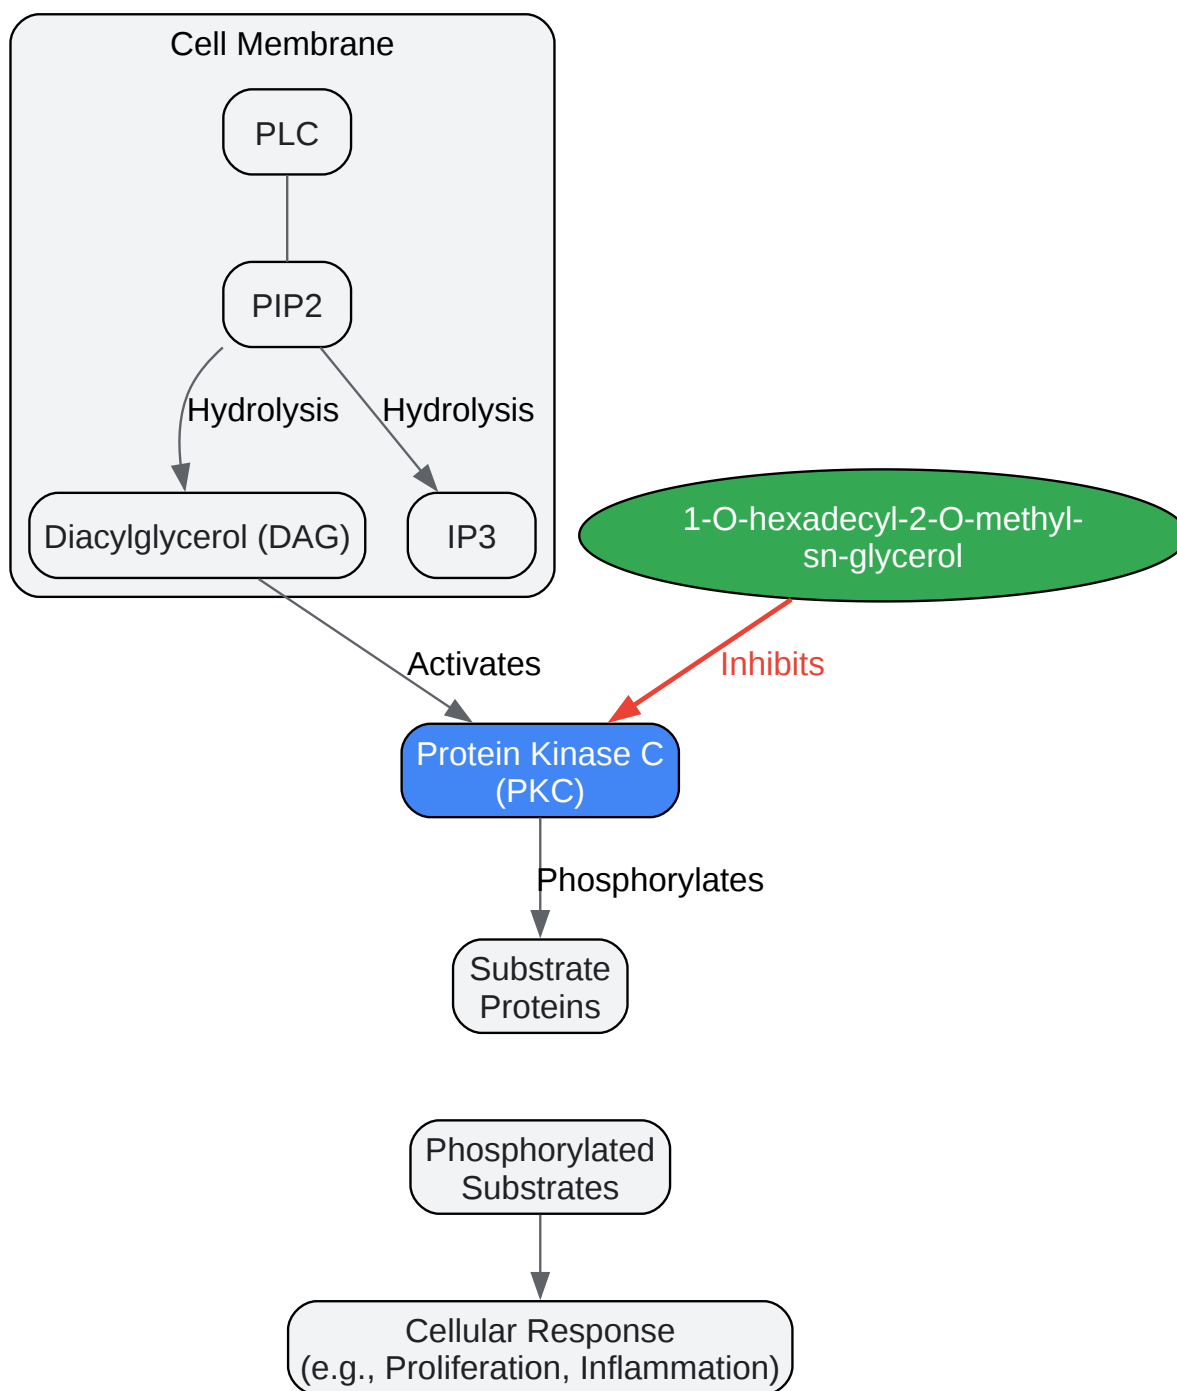 Cell Membrane
PLC
PIP2
Hydrolysis
Hydrolysis
Diacylglycerol (DAG)
IP3
1-O-hexadecyl-2-O-methyl-
sn-glycerol
Activates
Inhibits
Protein Kinase C
(PKC)
Phosphorylates
Substrate
Proteins
Phosphorylated
Substrates
Cellular Response
(e.g., Proliferation, Inflammation)